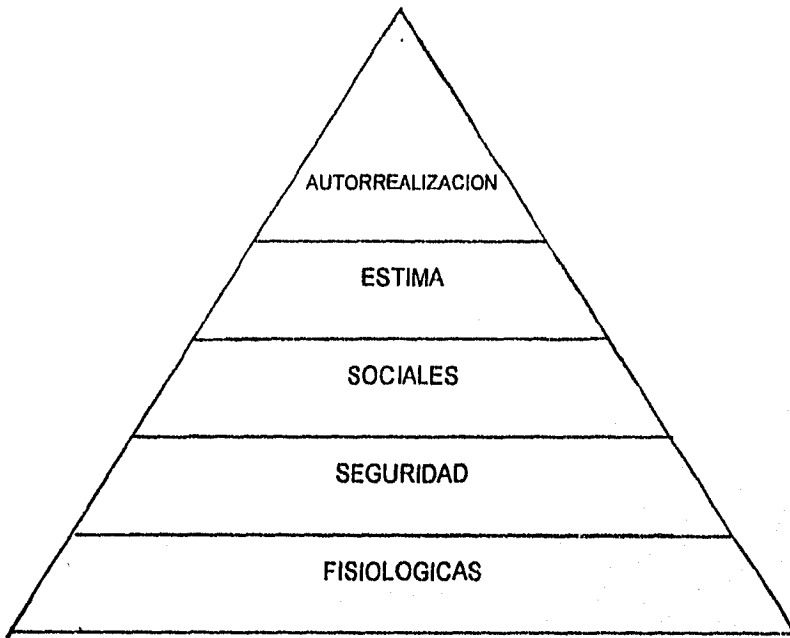 AUTORREALIZACION
ESTIMA
SOCIALES
SEGURIDAD
FISIOLOGICAS